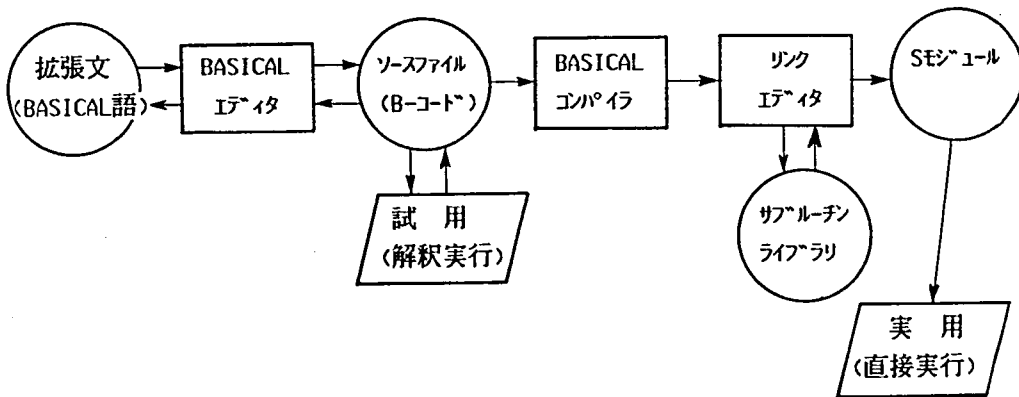 拡張文
(BASICAL語)
BASICAL
ｴﾃﾞｨﾀ
ｿｰｽﾌｧｲﾙ
(Bｰｺｰﾄﾞ)
BASICAL
ｺﾝﾊﾟｲﾗ
ﾘﾝｸ
ｴﾃﾞｨﾀ
Sﾓｼﾞｭｰﾙ
試 用
(解釈実行)
ｻﾌﾞﾙｰﾁﾝ
ﾗｲﾌﾞﾗﾘ
実 用
(直接実行)